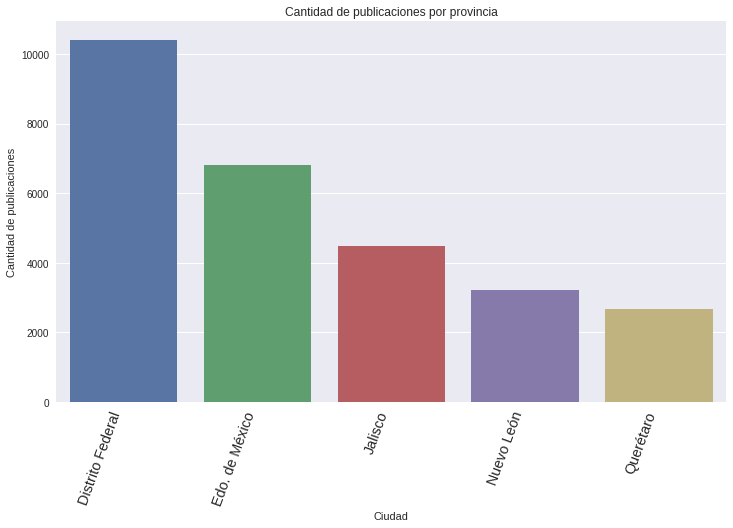 Cantidad de publicaciones por provincia
Cantidad de publicaciones
10000
8000
6000
4000
2000
0
Distrito Federal
Edo. de México
Jalisco
Nuevo León
Querétaro
Ciudad